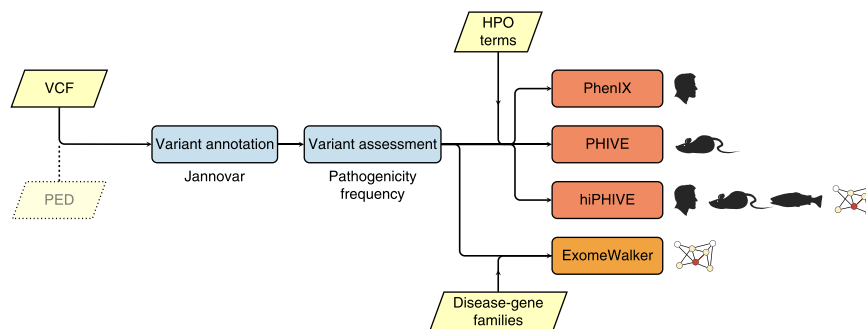 HPO
terms
VCF
PhenIX
Variant annotation
Variant assessment
PHIVE
Jannovar
Pathogenicity
frequency
PED
hiPHIVE
ExomeWalker
Disease-gene
families